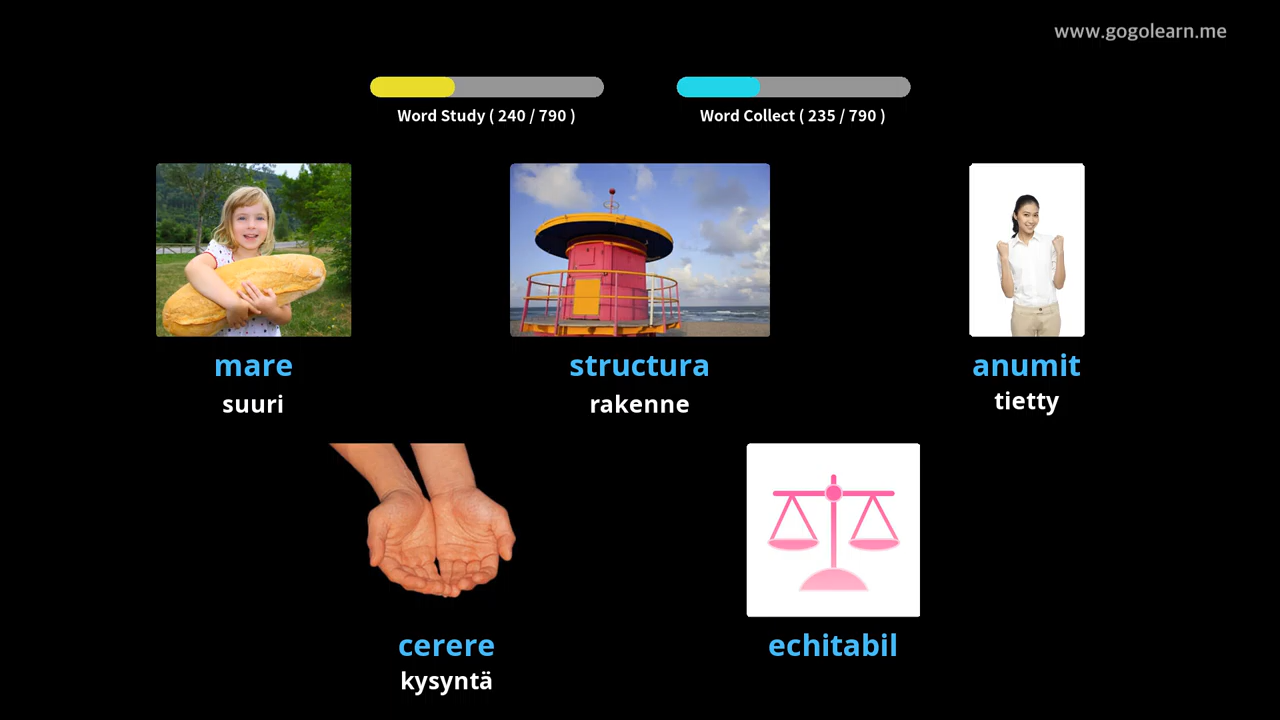 www.gogolearn.me
Word Study ( 240 / 790 )
Word Collect ( 235 / 790 )
mare
suuri
structura
rakenne
anumit
tietty
cerere
kysyntä
echitabil